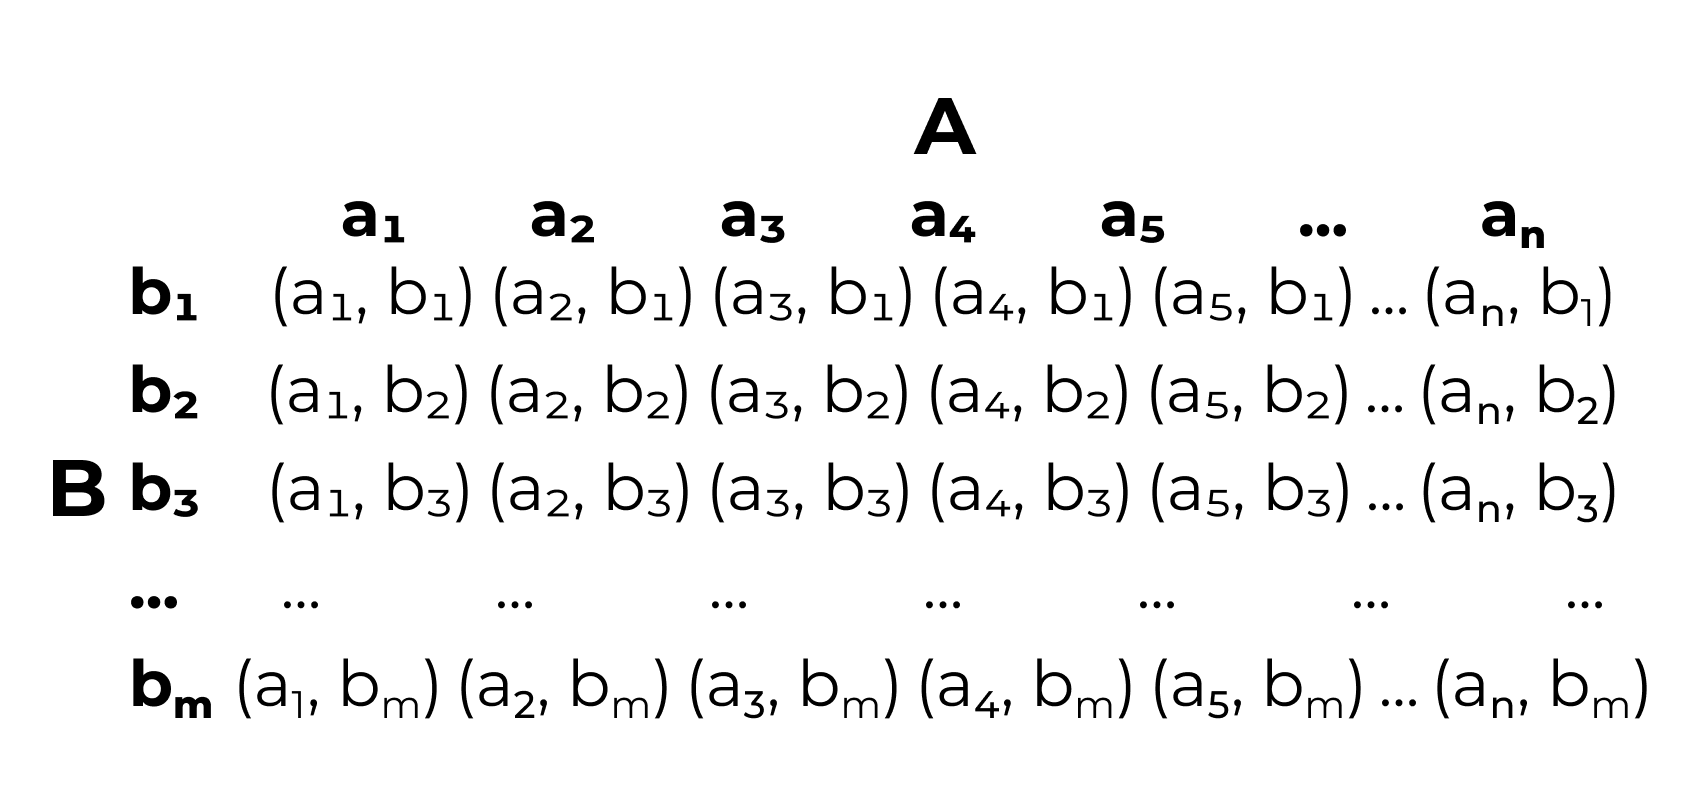 A
a₁ a₂ a₃ a₄ a₅ ... aₙ
b₁ (a₁, b₁) (a₂, b₁) (a₃, b₁) (a₄, b₁) (a₅, b₁) ... (aₙ, b₁)
b₂ (a₁, b₂) (a₂, b₂) (a₃, b₂) (a₄, b₂) (a₅, b₂) ... (aₙ, b₂)
B b₃ (a₁, b₃) (a₂, b₃) (a₃, b₃) (a₄, b₃) (a₅, b₃) ... (aₙ, b₃)
... ... ... ... ... ... ... ...
bₘ (a₁, bₘ) (a₂, bₘ) (a₃, bₘ) (a₄, bₘ) (a₅, bₘ) ... (aₙ, bₘ)